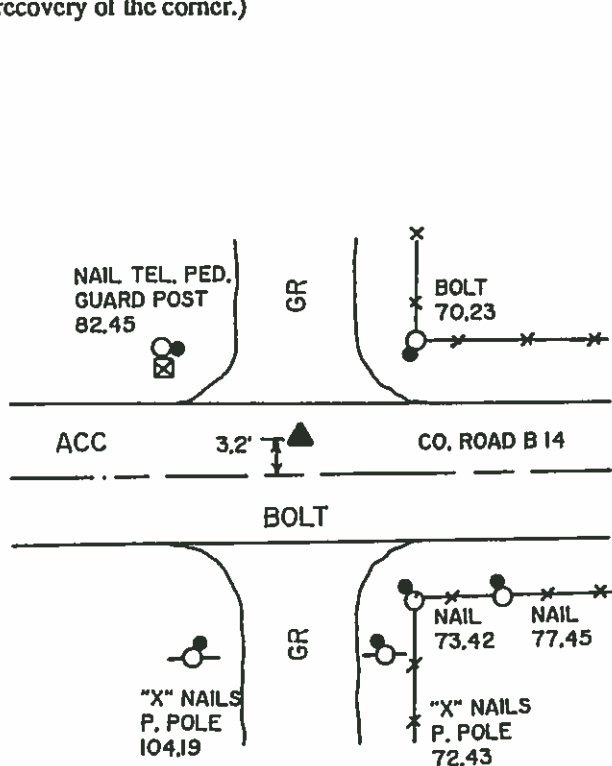 recovery of the corner.)
NAIL TEL. PED.
GUARD POST
82.45
GR
BOLT
70.23
ACC
3.2'
CO. ROAD B 14
BOLT
GR
NAIL
73.42
NAIL
77.45
"X" NAILS
P. POLE
104.19
"X" NAILS
P. POLE
72.43